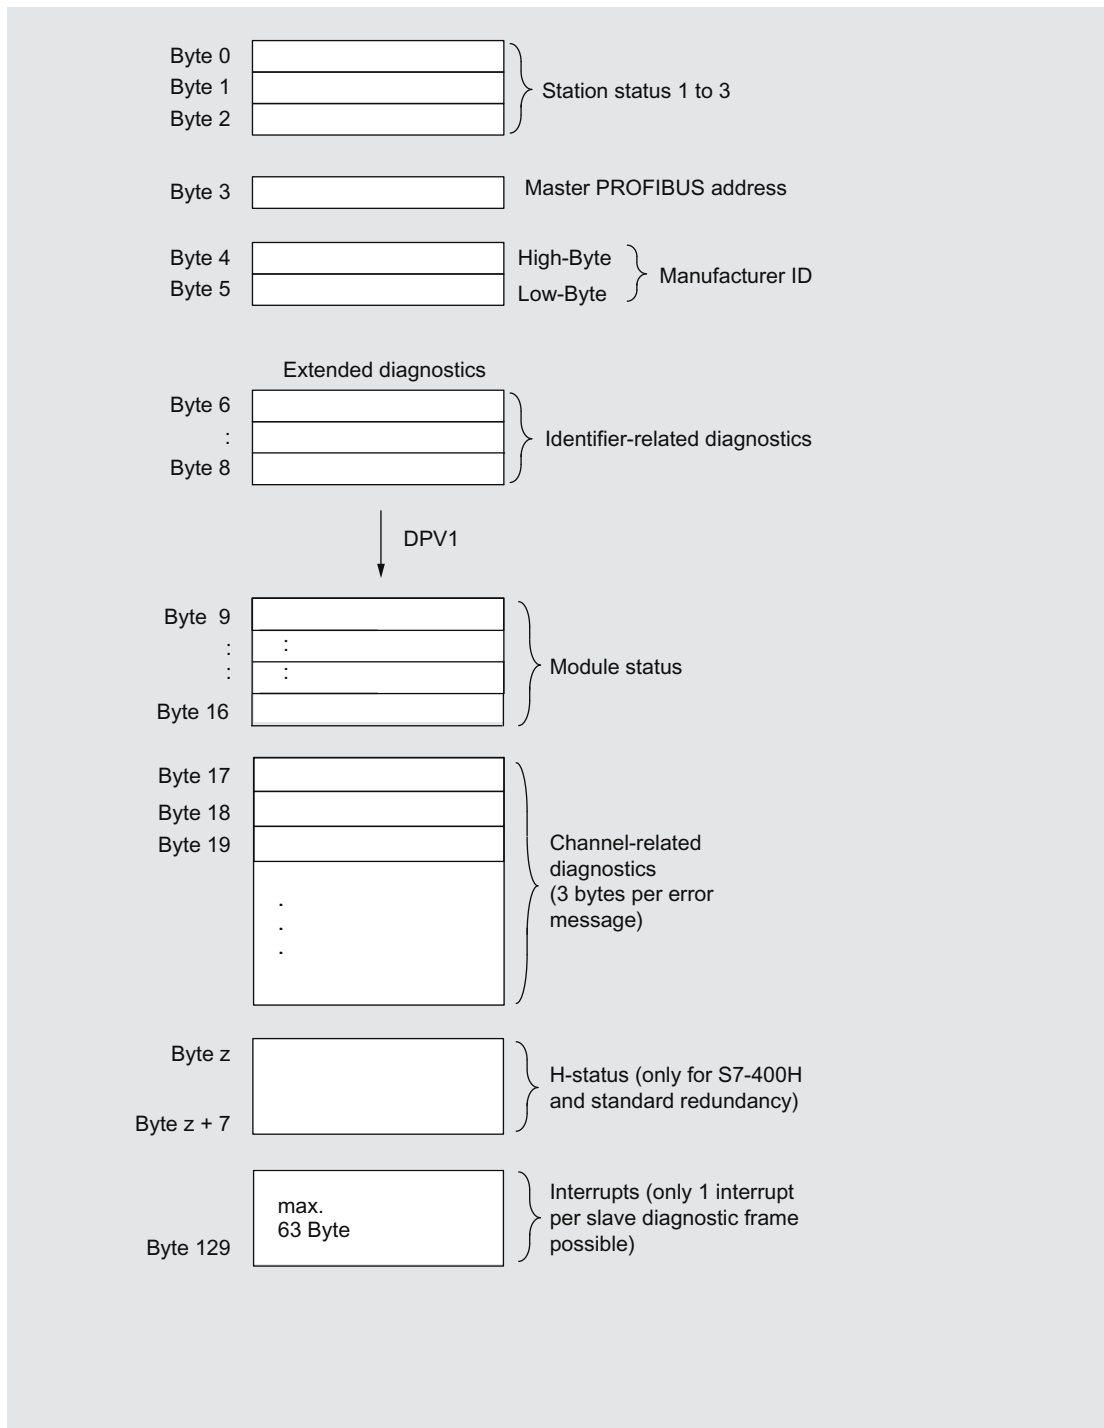 Byte 0
Byte 1
Byte 2
Station status 1 to 3
Byte 3
Master PROFIBUS address
Byte 4
High-Byte
Byte 5
Low-Byte
Manufacturer ID
Extended diagnostics
Byte 6
:
Byte 8
Identifier-related diagnostics
DPV1
Byte 9
:
:
:
:
Byte 16
Module status
Byte 17
Byte 18
Byte 19
.
.
.
Channel-related
diagnostics
(3 bytes per error
message)
Byte z
Byte z + 7
H-status (only for S7-400H
and standard redundancy)
max.
63 Byte
Byte 129
Interrupts (only 1 interrupt
per slave diagnostic frame
possible)